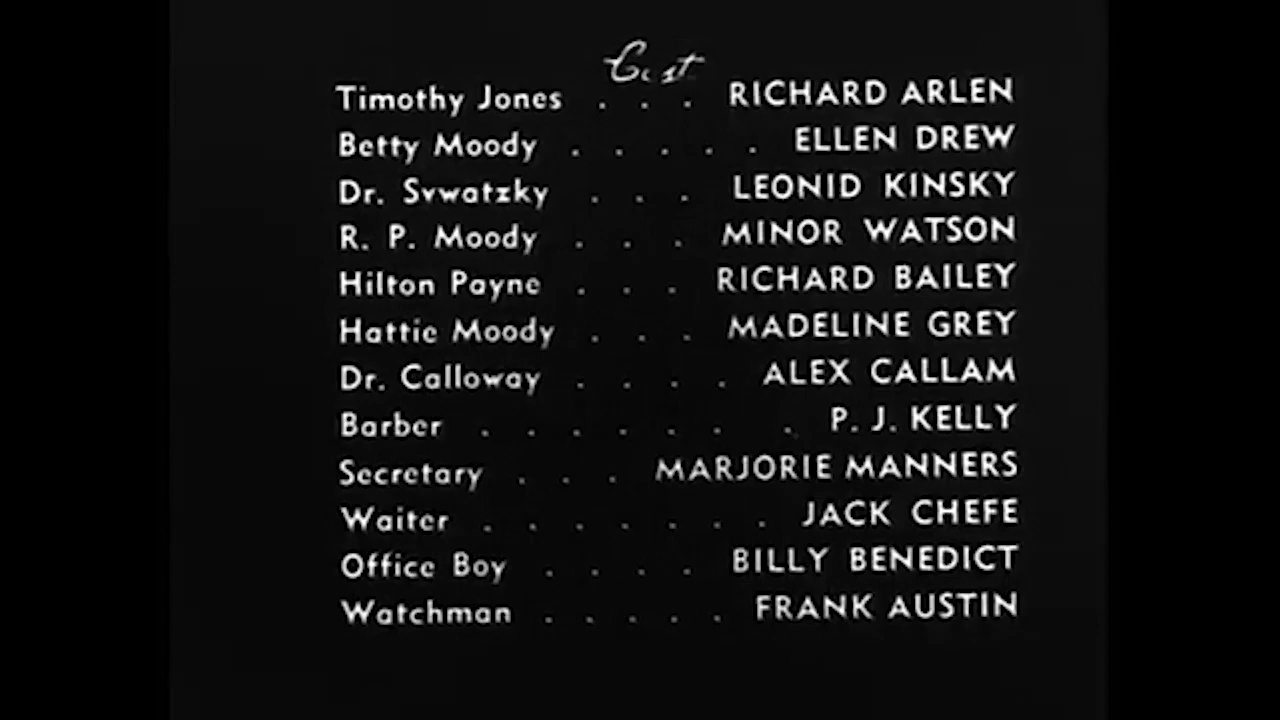 Cast
Timothy Jones . . . RICHARD ARLEN
Betty Moody . . . . . ELLEN DREW
Dr. Svwatzky . . . LEONID KINSKY
R. P. Moody . . . MINOR WATSON
Hilton Payne . . . RICHARD BAILEY
Hattie Moody . . . MADELINE GREY
Dr. Calloway . . . . ALEX CALLAM
Barber . . . . . . . P. J. KELLY
Secretary . . . MARJORIE MANNERS
Waiter . . . . . . . JACK CHEFE
Office Boy . . . . BILLY BENEDICT
Watchman . . . . . FRANK AUSTIN